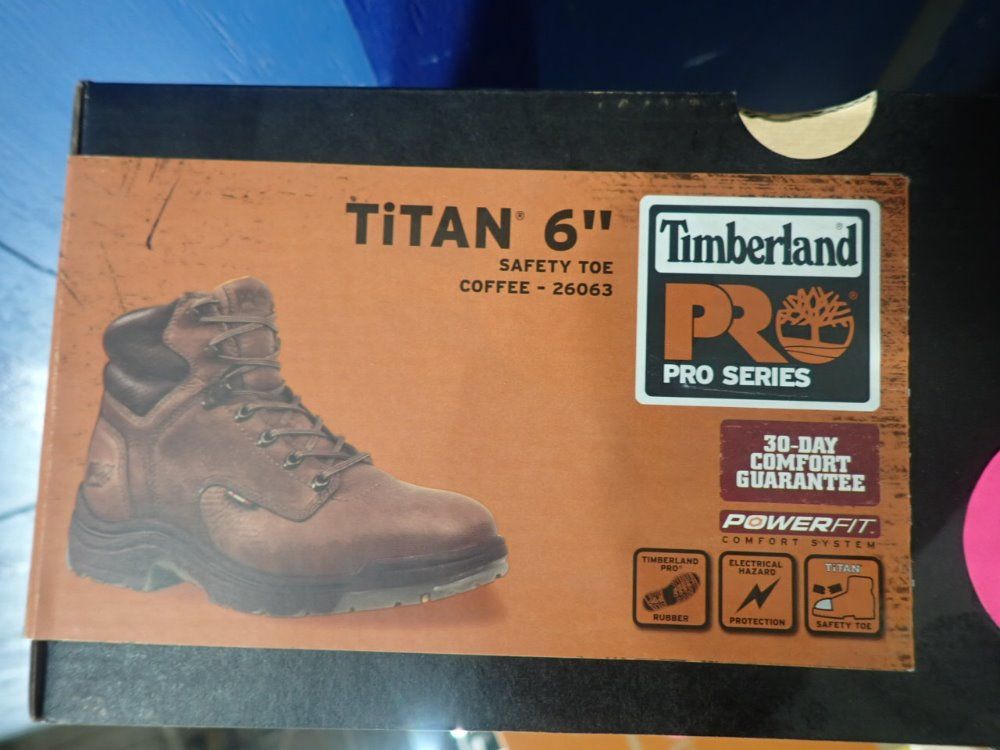 TiTAN® 6"
SAFETY TOE
COFFEE - 26063
Timberland®
PRO®
PRO SERIES
30-DAY
COMFORT
GUARANTEE
POWERFIT™
COMFORT SYSTEM
TIMBERLAND
PRO®
RUBBER
ELECTRICAL
HAZARD
PROTECTION
TiTAN
SAFETY TOE